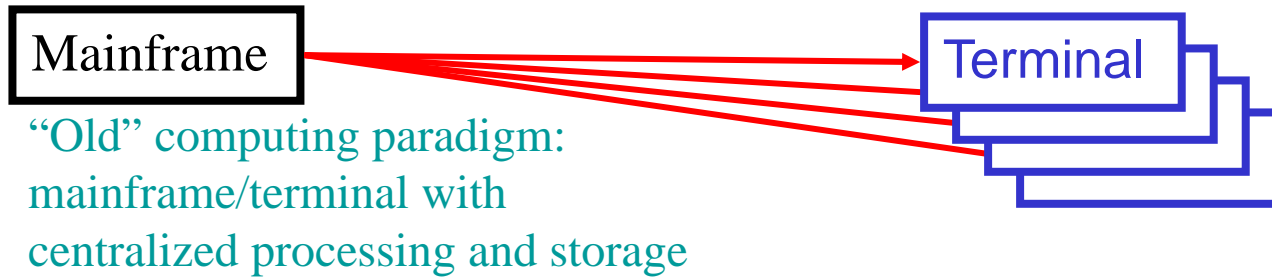 Mainframe
Terminal
“Old” computing paradigm:
mainframe/terminal with
centralized processing and storage